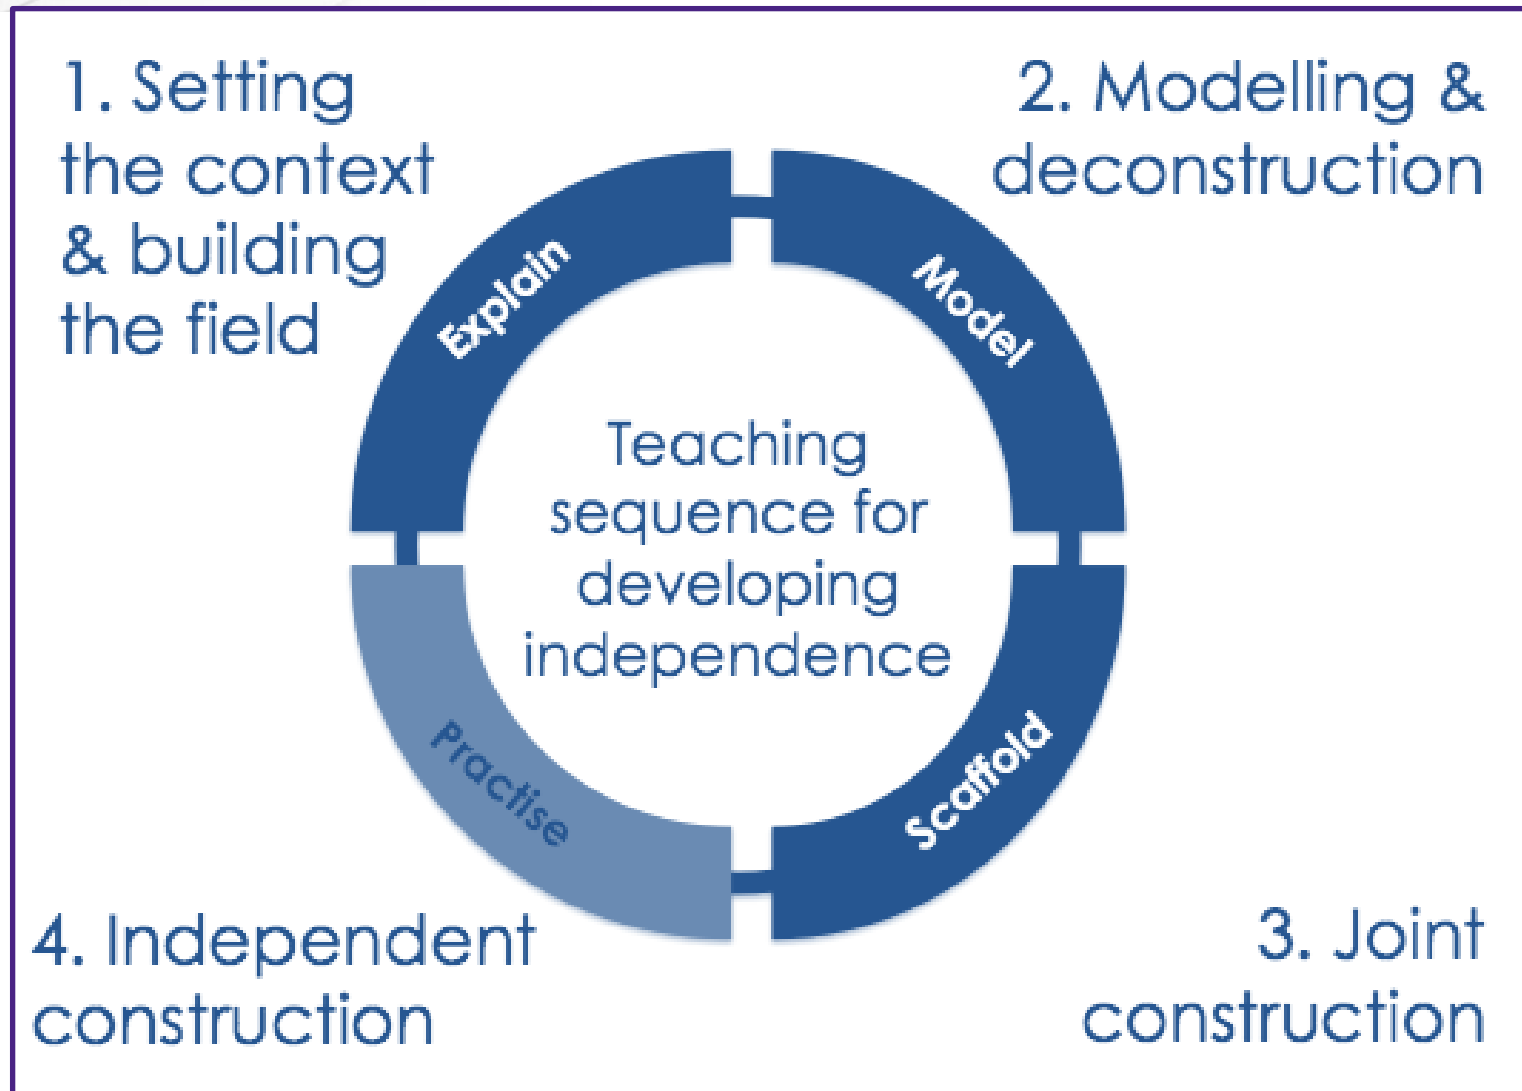 1. Setting
the context
& building
the field
2. Modelling &
deconstruction
Explain
Model
Teaching
sequence for
developing
independence
Practise
Scaffold
4. Independent
construction
3. Joint
construction